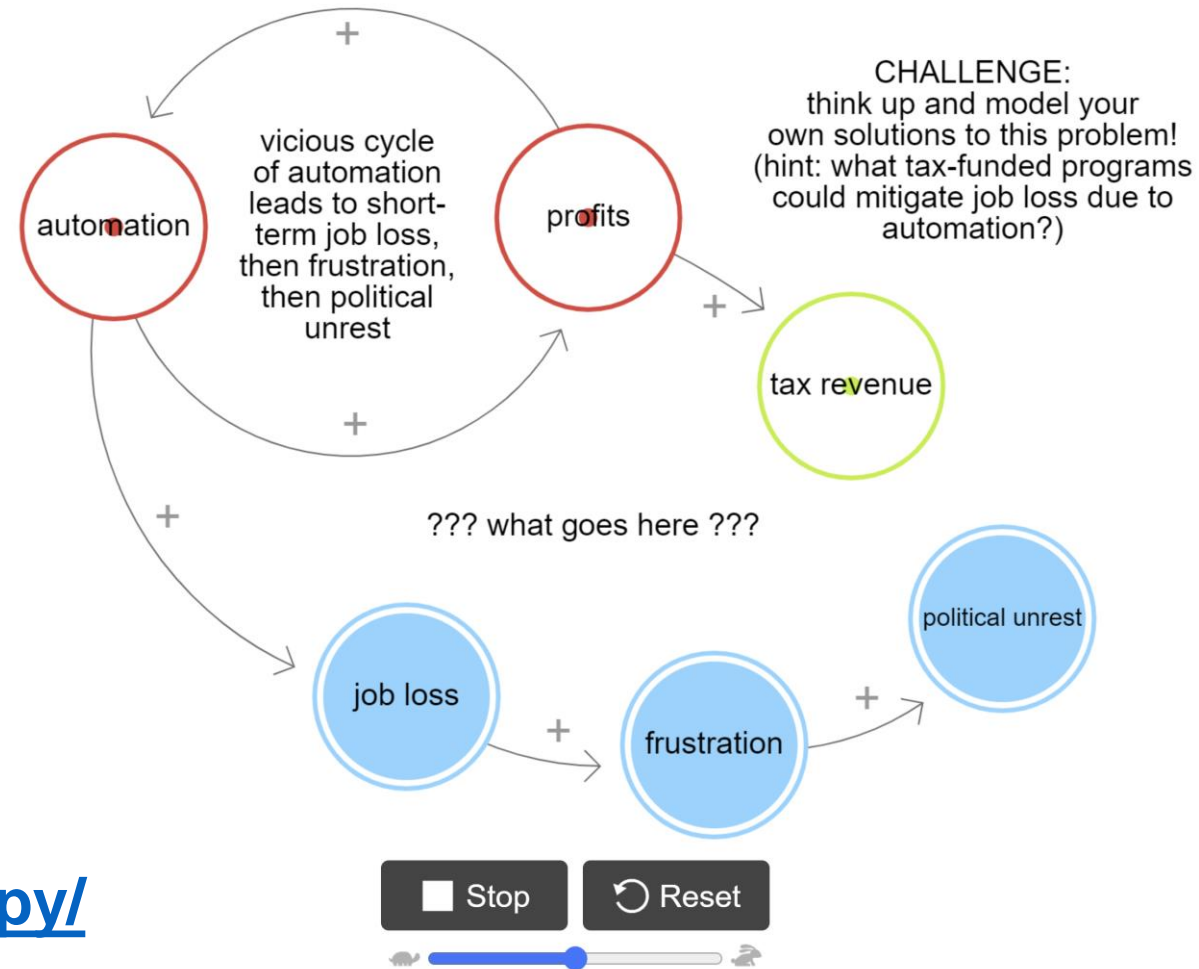 +
CHALLENGE:
think up and model your
own solutions to this problem!
(hint: what tax-funded programs
could mitigate job loss due to
automation?)
vicious cycle
of automation
leads to short-
term job loss,
then frustration,
then political
unrest
automation
profits
+
tax revenue
+
+
??? what goes here ???
political unrest
job loss
+
frustration
+
py/
Stop
Reset